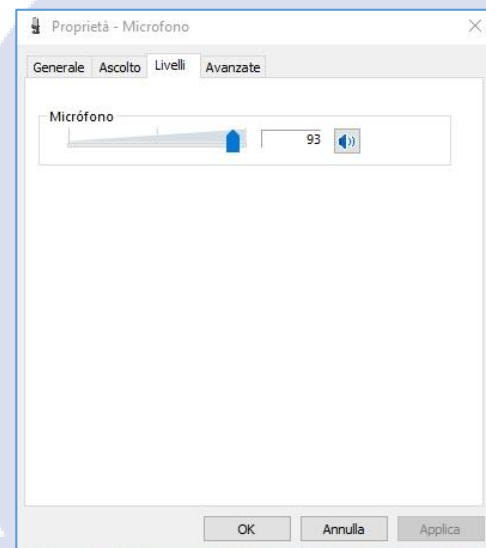 Proprietà - Microfono
Generale Ascolto Livelli Avanzate
Micrófono
93
OK Annulla Applica